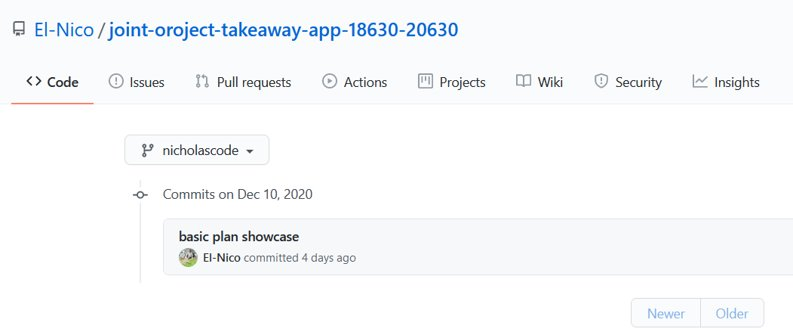 El-Nico / joint-oroject-takeaway-app-18630-20630
Code Issues Pull requests Actions Projects Wiki Security Insights
nicholascode
Commits on Dec 10, 2020
basic plan showcase
El-Nico committed 4 days ago
Newer Older